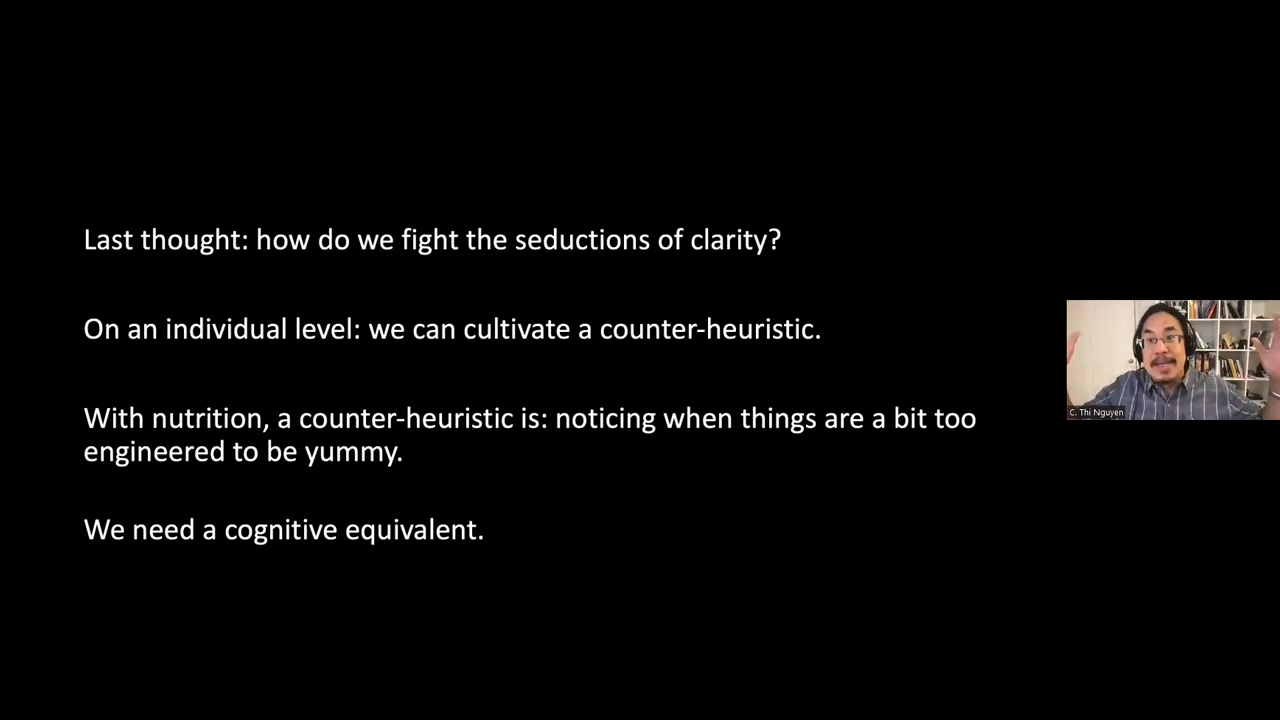 Last thought: how do we fight the seductions of clarity?
On an individual level: we can cultivate a counter-heuristic.
With nutrition, a counter-heuristic is: noticing when things are a bit too
engineered to be yummy.
We need a cognitive equivalent.
C. Thi Nguyen